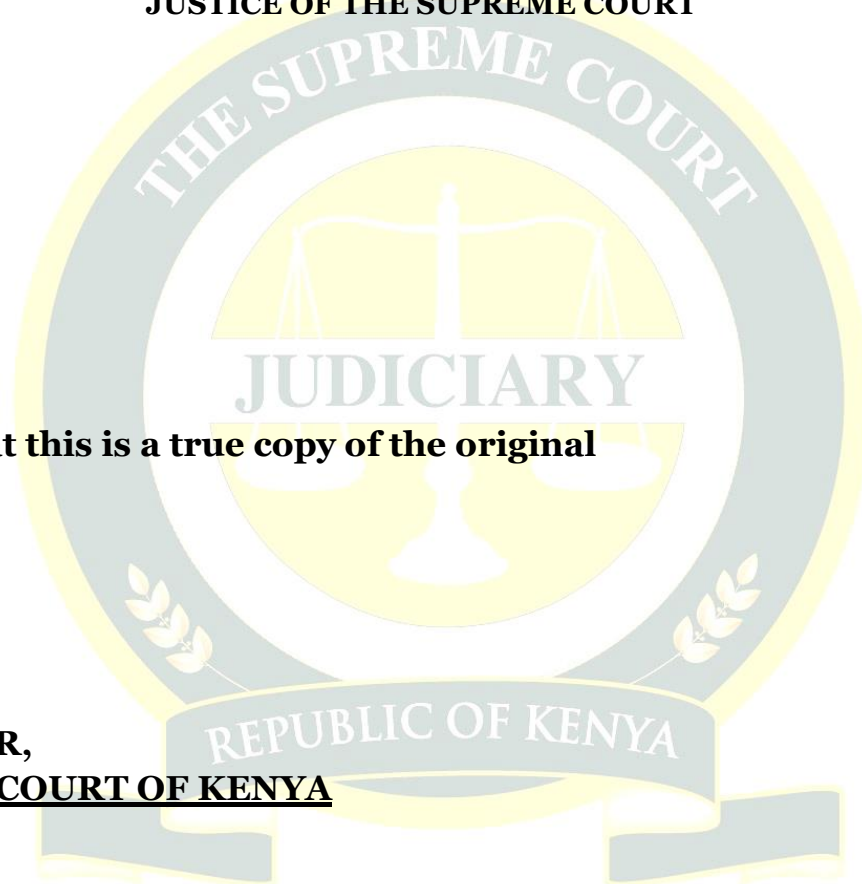 JUSTICE OF THE SUPREME COURT
THE SUPREME COURT
JUDICIARY
t this is a true copy of the original
REPUBLIC OF KENYA
R,
COURT OF KENYA